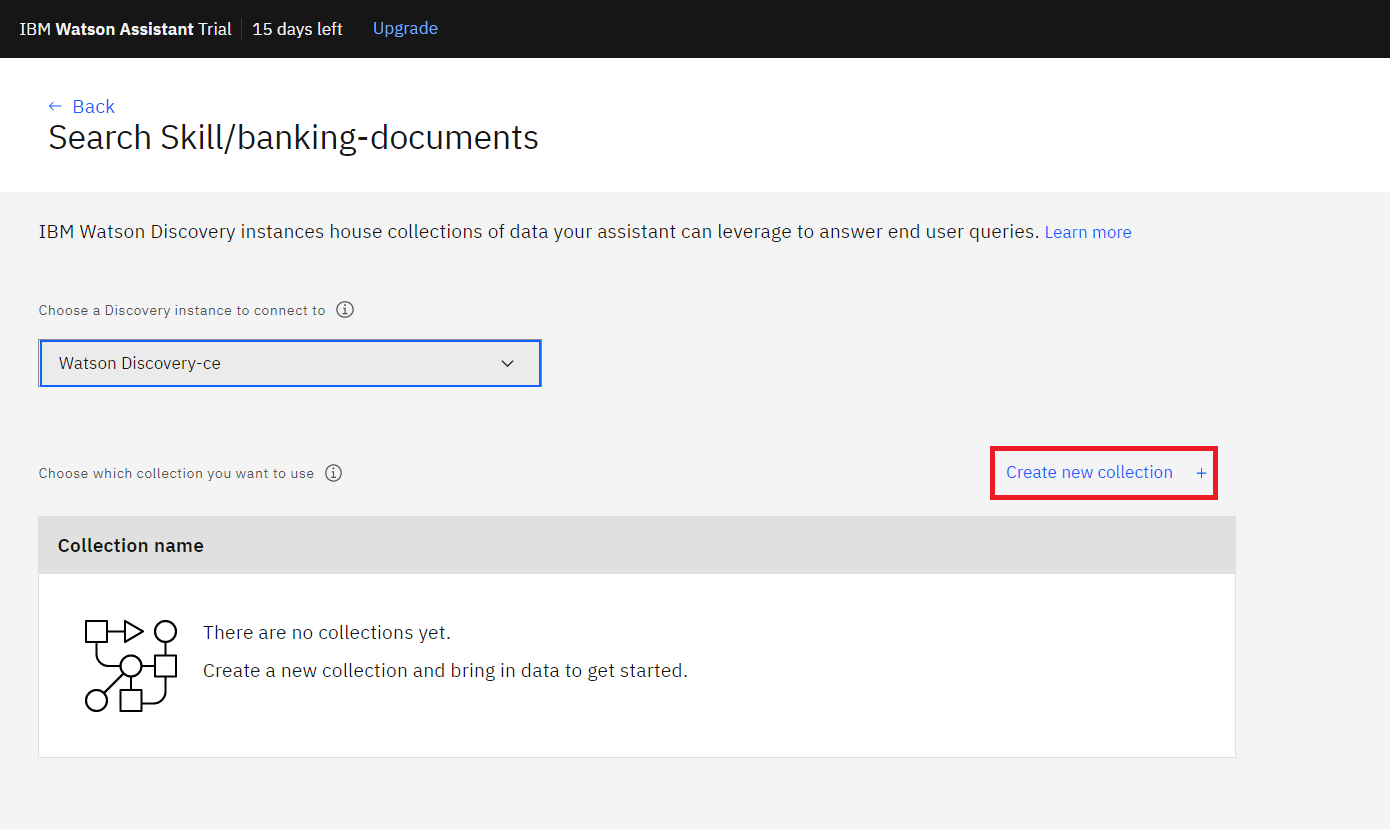 IBM Watson Assistant Trial 15 days left Upgrade
← Back
Search Skill/banking-documents
IBM Watson Discovery instances house collections of data your assistant can leverage to answer end user queries. Learn more
Choose a Discovery instance to connect to
Watson Discovery-ce
Choose which collection you want to use
Create new collection +
Collection name
There are no collections yet.
Create a new collection and bring in data to get started.